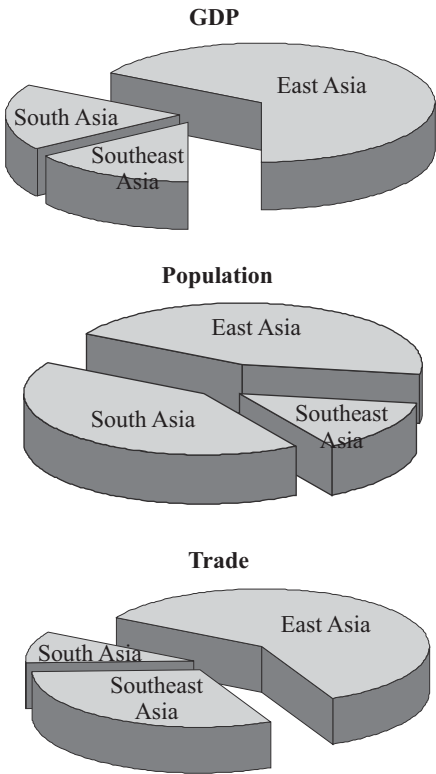 GDP
East Asia
South Asia
Southeast
Asia
Population
East Asia
South Asia
Southeast
Asia
Trade
East Asia
South Asia
Southeast
Asia